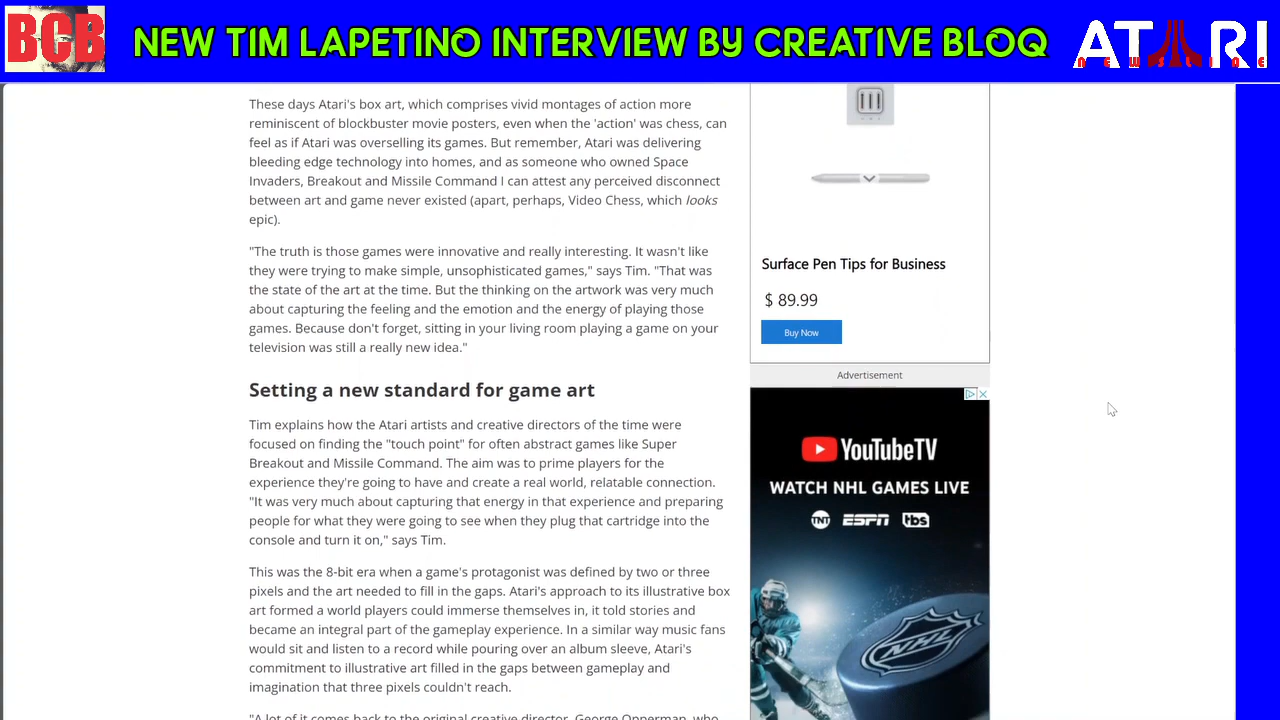 BCB
NEW TIM LAPETINO INTERVIEW BY CREATIVE BLOQ
ATARI
NEWSLINE
These days Atari's box art, which comprises vivid montages of action more
reminiscent of blockbuster movie posters, even when the 'action' was chess, can
feel as if Atari was overselling its games. But remember, Atari was delivering
bleeding edge technology into homes, and as someone who owned Space
Invaders, Breakout and Missile Command I can attest any perceived disconnect
between art and game never existed (apart, perhaps, Video Chess, which looks
epic).
"The truth is those games were innovative and really interesting. It wasn't like
they were trying to make simple, unsophisticated games," says Tim. "That was
the state of the art at the time. But the thinking on the artwork was very much
about capturing the feeling and the emotion and the energy of playing those
games. Because don't forget, sitting in your living room playing a game on your
television was still a really new idea."
Setting a new standard for game art
Tim explains how the Atari artists and creative directors of the time were
focused on finding the "touch point" for often abstract games like Super
Breakout and Missile Command. The aim was to prime players for the
experience they're going to have and create a real world, relatable connection.
"It was very much about capturing that energy in that experience and preparing
people for what they were going to see when they plug that cartridge into the
console and turn it on," says Tim.
This was the 8-bit era when a game's protagonist was defined by two or three
pixels and the art needed to fill in the gaps. Atari's approach to its illustrative box
art formed a world players could immerse themselves in, it told stories and
became an integral part of the gameplay experience. In a similar way music fans
would sit and listen to a record while pouring over an album sleeve, Atari's
commitment to illustrative art filled in the gaps between gameplay and
imagination that three pixels couldn't reach.
"A lot of it comes back to the original creative director, George Opperman, who
Surface Pen Tips for Business
$ 89.99
Buy Now
Advertisement
YouTubeTV
WATCH NHL GAMES LIVE
TNT ESPN tbs
NHL